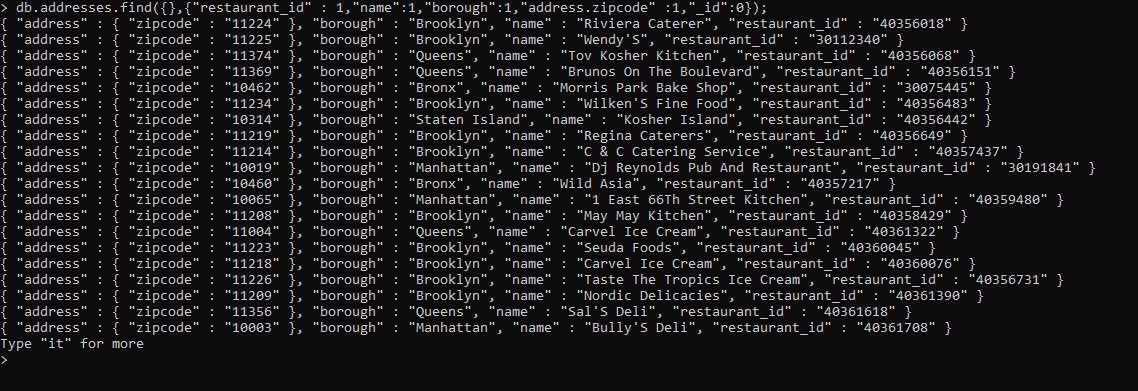 > db.addresses.find({},{"restaurant_id" : 1,"name":1,"borough":1,"address.zipcode" :1,"_id":0});
{ "address" : { "zipcode" : "11224" }, "borough" : "Brooklyn", "name" : "Riviera Caterer", "restaurant_id" : "40356018" }
{ "address" : { "zipcode" : "11225" }, "borough" : "Brooklyn", "name" : "Wendy'S", "restaurant_id" : "30112340" }
{ "address" : { "zipcode" : "11374" }, "borough" : "Queens", "name" : "Tov Kosher Kitchen", "restaurant_id" : "40356068" }
{ "address" : { "zipcode" : "11369" }, "borough" : "Queens", "name" : "Brunos On The Boulevard", "restaurant_id" : "40356151" }
{ "address" : { "zipcode" : "10462" }, "borough" : "Bronx", "name" : "Morris Park Bake Shop", "restaurant_id" : "30075445" }
{ "address" : { "zipcode" : "11234" }, "borough" : "Brooklyn", "name" : "Wilken'S Fine Food", "restaurant_id" : "40356483" }
{ "address" : { "zipcode" : "10314" }, "borough" : "Staten Island", "name" : "Kosher Island", "restaurant_id" : "40356442" }
{ "address" : { "zipcode" : "11219" }, "borough" : "Brooklyn", "name" : "Regina Caterers", "restaurant_id" : "40356649" }
{ "address" : { "zipcode" : "11214" }, "borough" : "Brooklyn", "name" : "C & C Catering Service", "restaurant_id" : "40357437" }
{ "address" : { "zipcode" : "10019" }, "borough" : "Manhattan", "name" : "Dj Reynolds Pub And Restaurant", "restaurant_id" : "30191841" }
{ "address" : { "zipcode" : "10460" }, "borough" : "Bronx", "name" : "Wild Asia", "restaurant_id" : "40357217" }
{ "address" : { "zipcode" : "10065" }, "borough" : "Manhattan", "name" : "1 East 66Th Street Kitchen", "restaurant_id" : "40359480" }
{ "address" : { "zipcode" : "11208" }, "borough" : "Brooklyn", "name" : "May May Kitchen", "restaurant_id" : "40358429" }
{ "address" : { "zipcode" : "11004" }, "borough" : "Queens", "name" : "Carvel Ice Cream", "restaurant_id" : "40361322" }
{ "address" : { "zipcode" : "11223" }, "borough" : "Brooklyn", "name" : "Seuda Foods", "restaurant_id" : "40360045" }
{ "address" : { "zipcode" : "11218" }, "borough" : "Brooklyn", "name" : "Carvel Ice Cream", "restaurant_id" : "40360076" }
{ "address" : { "zipcode" : "11226" }, "borough" : "Brooklyn", "name" : "Taste The Tropics Ice Cream", "restaurant_id" : "40356731" }
{ "address" : { "zipcode" : "11209" }, "borough" : "Brooklyn", "name" : "Nordic Delicacies", "restaurant_id" : "40361390" }
{ "address" : { "zipcode" : "11356" }, "borough" : "Queens", "name" : "Sal'S Deli", "restaurant_id" : "40361618" }
{ "address" : { "zipcode" : "10003" }, "borough" : "Manhattan", "name" : "Bully'S Deli", "restaurant_id" : "40361708" }
Type "it" for more
>